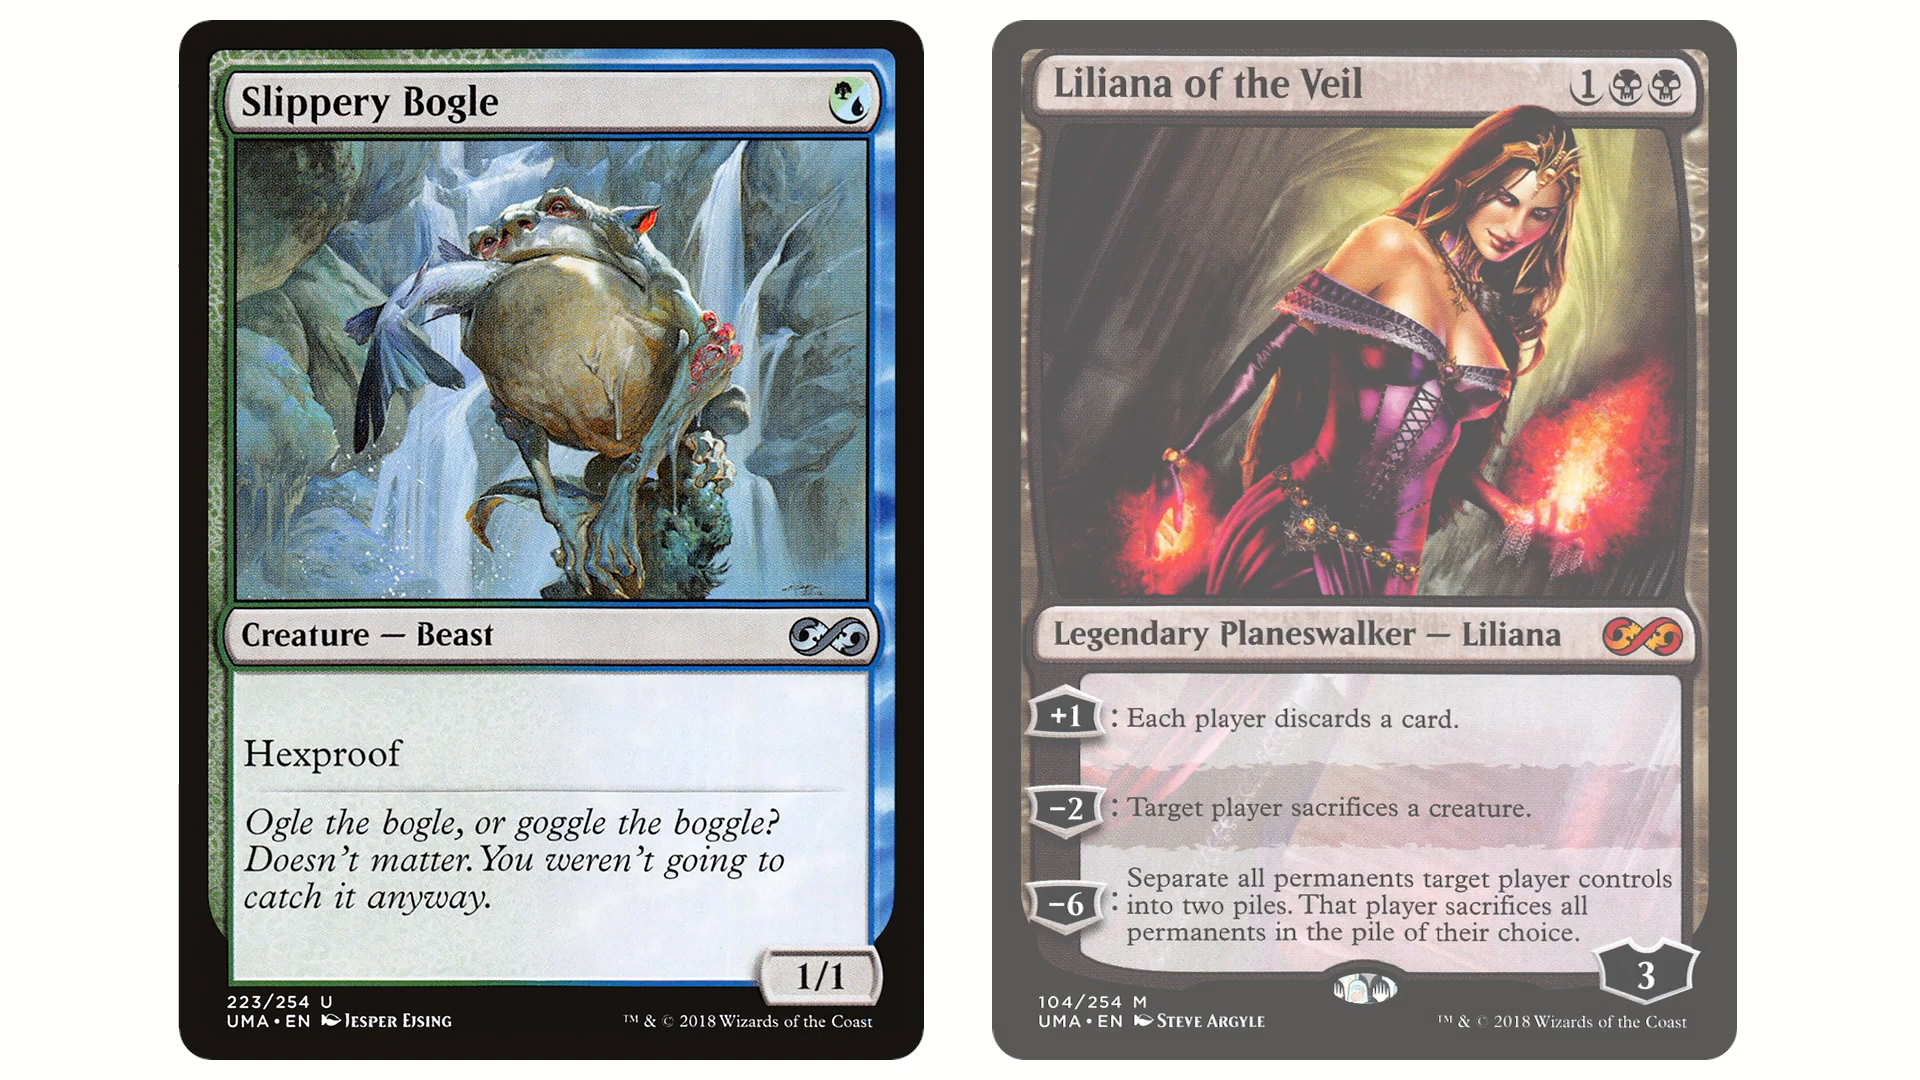 Slippery Bogle
Creature — Beast
Hexproof
Ogle the bogle, or goggle the boggle?
Doesn't matter. You weren't going to
catch it anyway.
1/1
223/254 U
UMA • EN JESPER EJSING
™ & © 2018 Wizards of the Coast
Liliana of the Veil
1
Legendary Planeswalker — Liliana
+1 : Each player discards a card.
−2 : Target player sacrifices a creature.
−6 : Separate all permanents target player controls
into two piles. That player sacrifices all
permanents in the pile of their choice.
3
104/254 M
UMA • EN STEVE ARGYLE
™ & © 2018 Wizards of the Coast